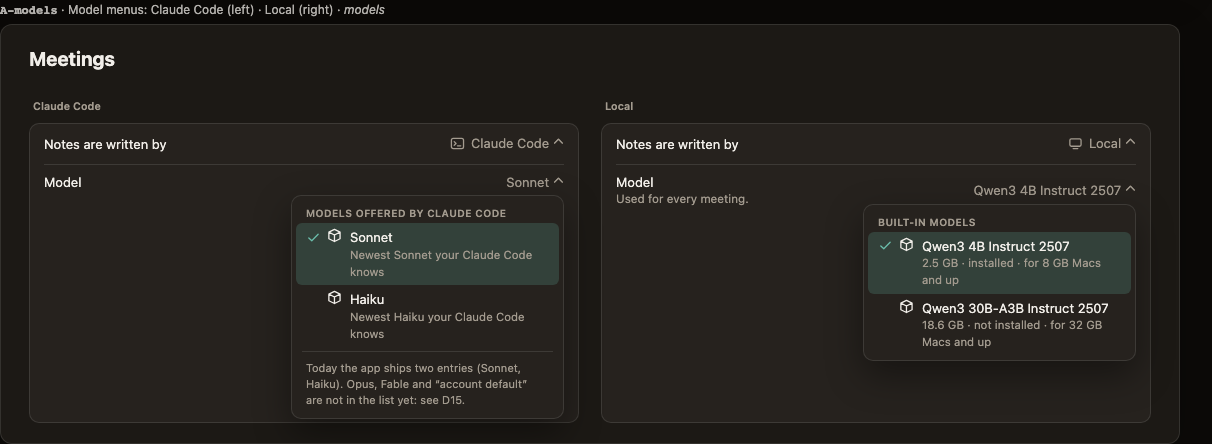 A-models · Model menus: Claude Code (left) · Local (right) · models
Meetings
Claude Code
Notes are written by
Claude Code
Model
Sonnet
MODELS OFFERED BY CLAUDE CODE
Sonnet
Newest Sonnet your Claude Code
knows
Haiku
Newest Haiku your Claude Code
knows
Today the app ships two entries (Sonnet,
Haiku). Opus, Fable and “account default”
are not in the list yet: see D15.
Local
Notes are written by
Local
Model
Used for every meeting.
Qwen3 4B Instruct 2507
BUILT-IN MODELS
Qwen3 4B Instruct 2507
2.5 GB · installed · for 8 GB Macs
and up
Qwen3 30B-A3B Instruct 2507
18.6 GB · not installed · for 32 GB
Macs and up